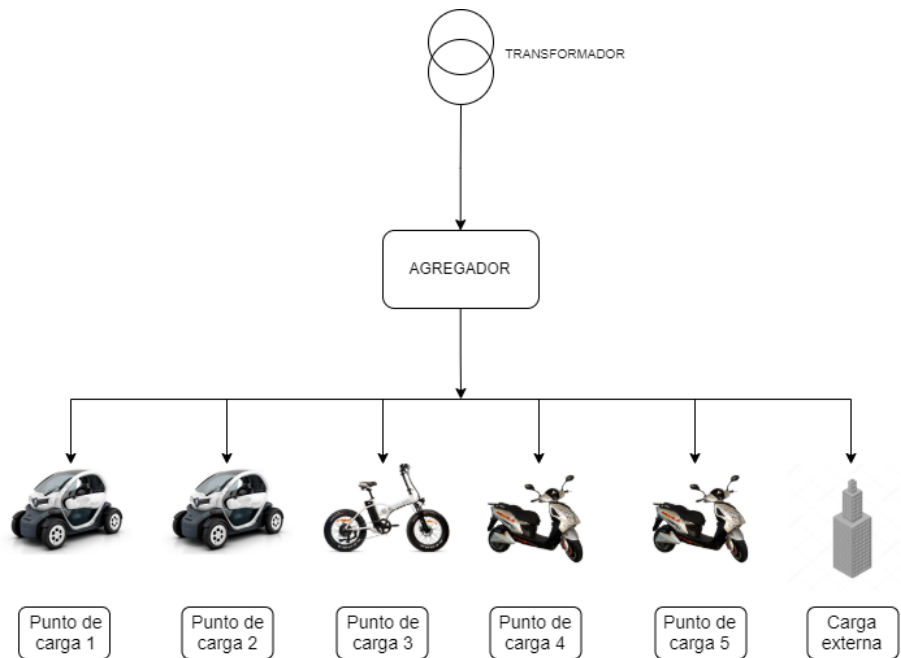 TRANSFORMADOR
AGREGADOR
Punto de
carga 1
Punto de
carga 2
Punto de
carga 3
Punto de
carga 4
Punto de
carga 5
Carga
externa